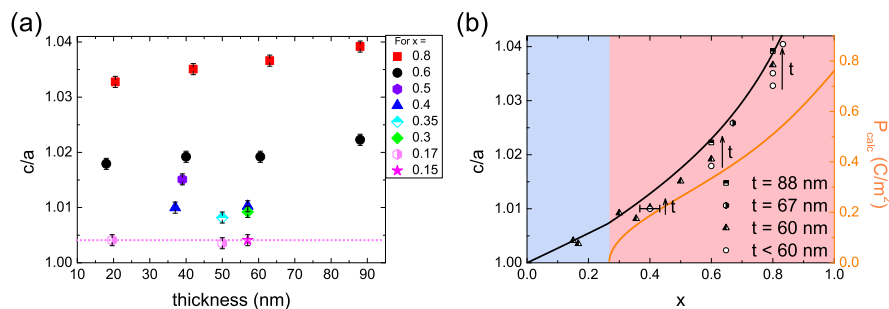 (a)
(b)
For x =
0.8
0.6
0.5
0.4
0.35
0.3
0.17
0.15
1.04
1.03
1.02
1.01
1.00
c/a
10 20 30 40 50 60 70 80 90
thickness (nm)
1.04
1.03
1.02
1.01
1.00
c/a
t
t
t
t = 88 nm
t = 67 nm
t = 60 nm
t < 60 nm
0.0 0.2 0.4 0.6 0.8 1.0
x
0.8
0.6
0.4
0.2
0.0
P_calc (C/m²)